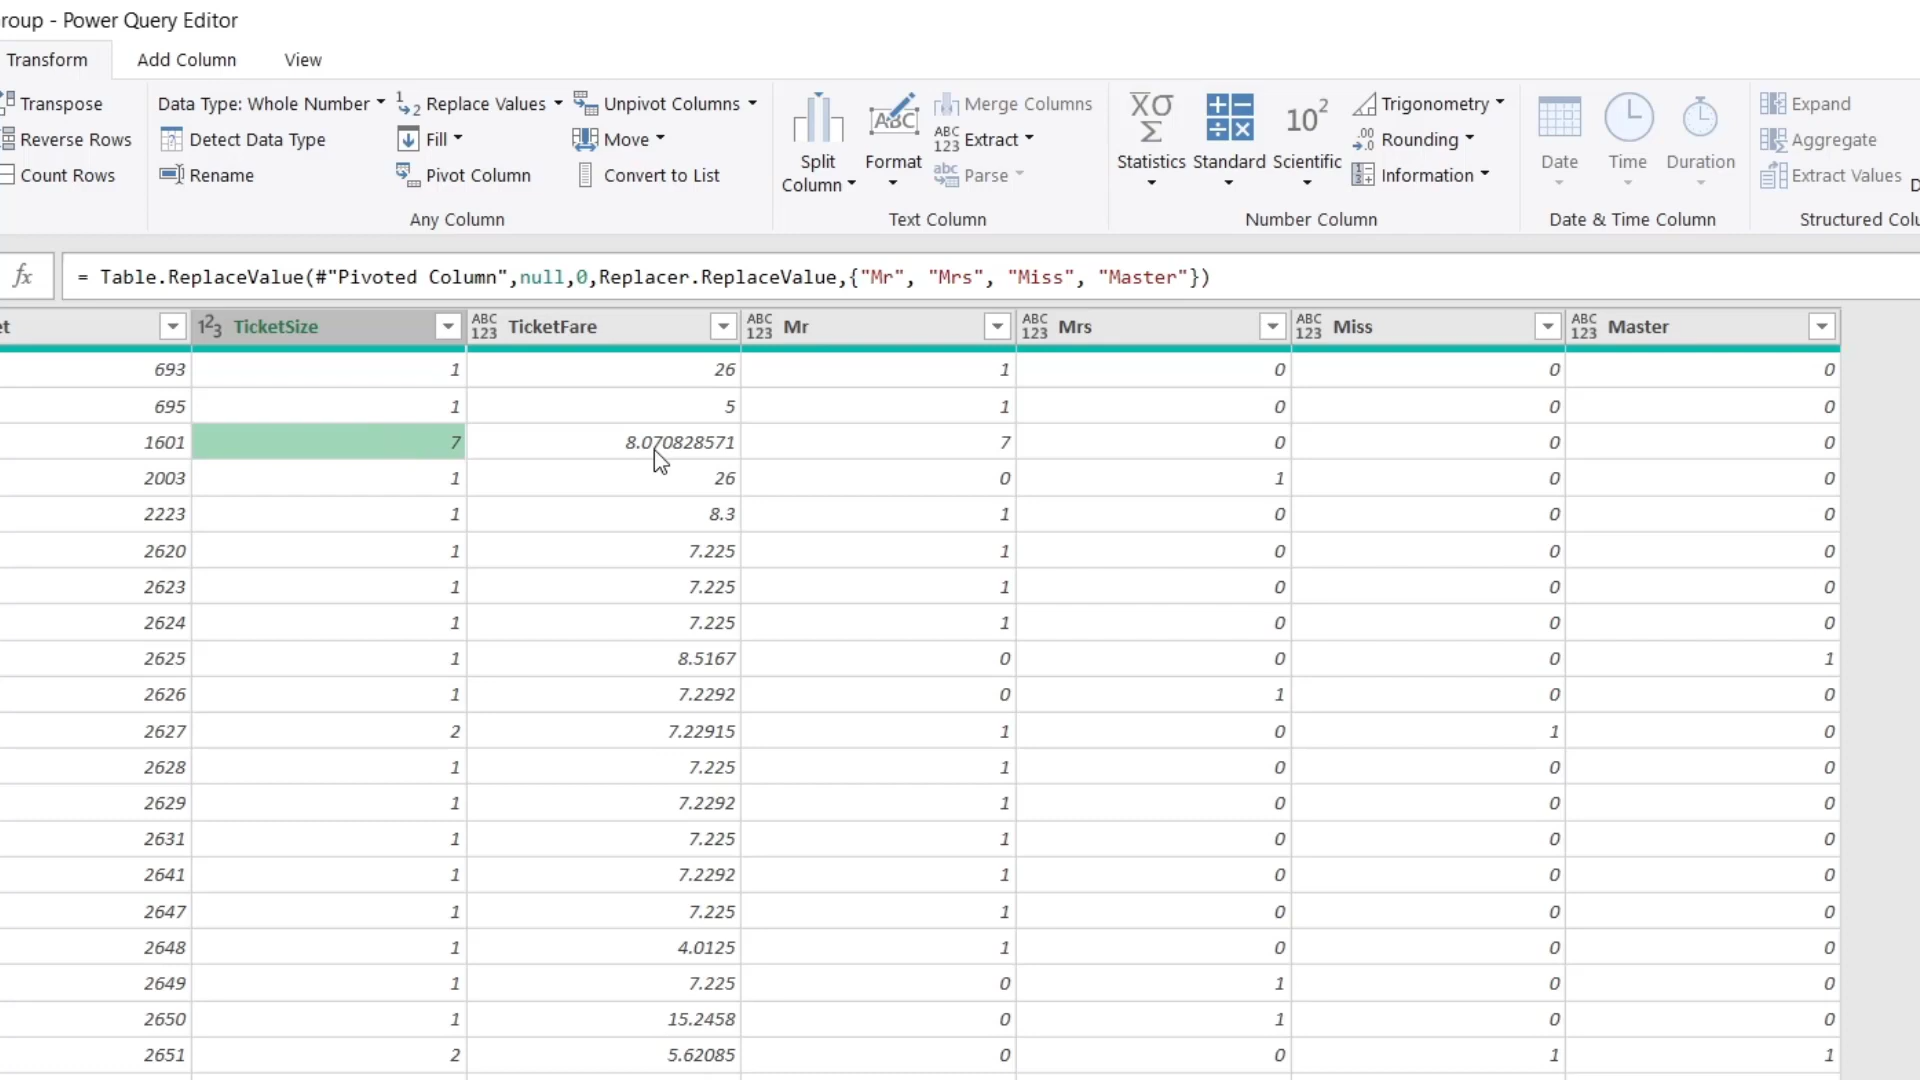 roup - Power Query Editor
Transform Add Column View
Transpose Data Type: Whole Number Replace Values Unpivot Columns Merge Columns Trigonometry Expand
Reverse Rows Detect Data Type Fill Move Extract Rounding Aggregate
Count Rows Rename Pivot Column Convert to List Parse Information Extract Values
Split Column Format Statistics Standard Scientific Date Time Duration
Any Column Text Column Number Column Date & Time Column Structured Colu
fx = Table.ReplaceValue(#"Pivoted Column",null,0,Replacer.ReplaceValue,{"Mr", "Mrs", "Miss", "Master"})
et 123 TicketSize ABC 123 TicketFare ABC 123 Mr ABC 123 Mrs ABC 123 Miss ABC 123 Master
693 1 26 1 0 0 0
695 1 5 1 0 0 0
1601 7 8.070828571 7 0 0 0
2003 1 26 0 1 0 0
2223 1 8.3 1 0 0 0
2620 1 7.225 1 0 0 0
2623 1 7.225 1 0 0 0
2624 1 7.225 1 0 0 0
2625 1 8.5167 0 0 0 1
2626 1 7.2292 0 1 0 0
2627 2 7.22915 1 0 1 0
2628 1 7.225 1 0 0 0
2629 1 7.2292 1 0 0 0
2631 1 7.225 1 0 0 0
2641 1 7.2292 1 0 0 0
2647 1 7.225 1 0 0 0
2648 1 4.0125 1 0 0 0
2649 1 7.225 0 1 0 0
2650 1 15.2458 0 1 0 0
2651 2 5.62085 0 0 1 1